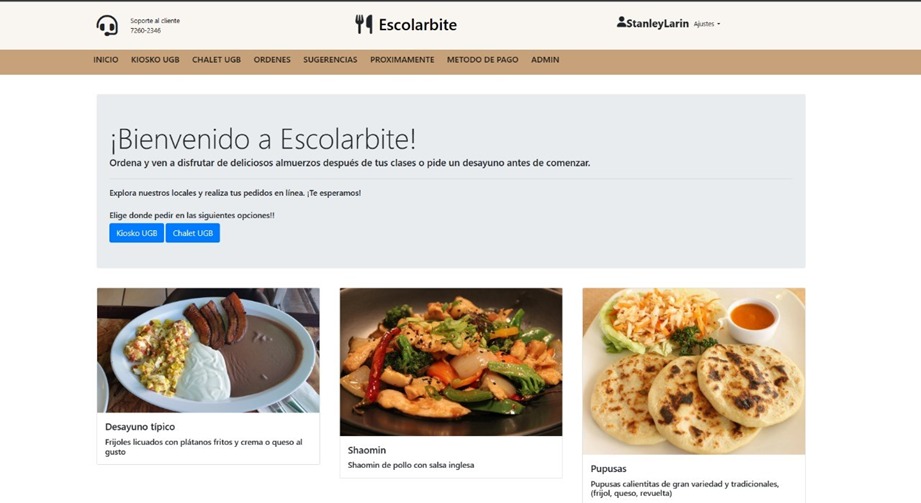 Soporte al cliente
7260-2346
Escolarbite
StanleyLarin Ajustes
INICIO KIOSKO UGB CHALET UGB ORDENES SUGERENCIAS PROXIMAMENTE METODO DE PAGO ADMIN
¡Bienvenido a Escolarbite!
Ordena y ven a disfrutar de deliciosos almuerzos después de tus clases o pide un desayuno antes de comenzar.
Explora nuestros locales y realiza tus pedidos en línea. ¡Te esperamos!
Elige donde pedir en las siguientes opciones!!
Kiosko UGB Chalet UGB
Desayuno típico
Frijoles licuados con plátanos fritos y crema o queso al
gusto
Shaomin
Shaomin de pollo con salsa inglesa
Pupusas
Pupusas calientitas de gran variedad y tradicionales,
(frijol, queso, revuelta)